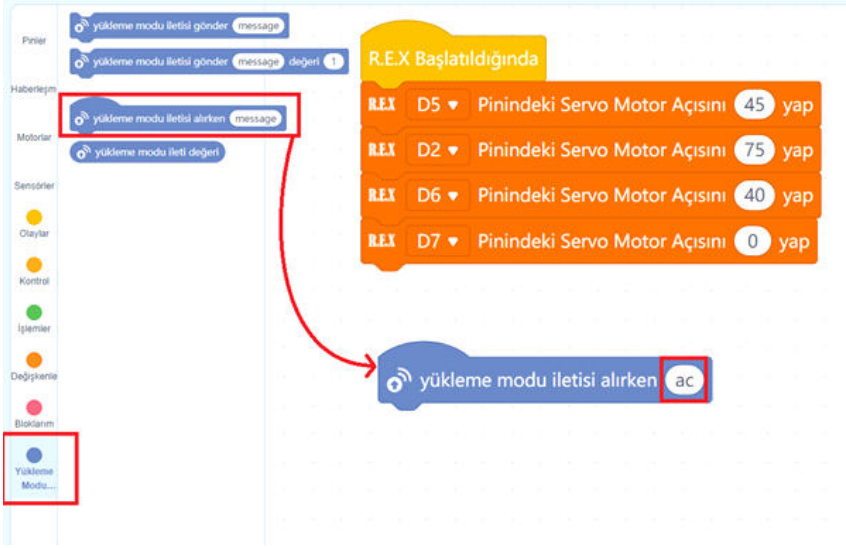 Pinler
Haberleşm
Motorlar
Sensörler
Olaylar
Kontrol
İşlemler
Değişkenle
Bloklarım
Yükleme
Modu...
yükleme modu iletisi gönder message
yükleme modu iletisi gönder message değeri 1
yükleme modu iletisi alırken message
yükleme modu ileti değeri
R.E.X Başlatıldığında
R.E.X D5 Pinindeki Servo Motor Açısını 45 yap
R.E.X D2 Pinindeki Servo Motor Açısını 75 yap
R.E.X D6 Pinindeki Servo Motor Açısını 40 yap
R.E.X D7 Pinindeki Servo Motor Açısını 0 yap
yükleme modu iletisi alırken ac